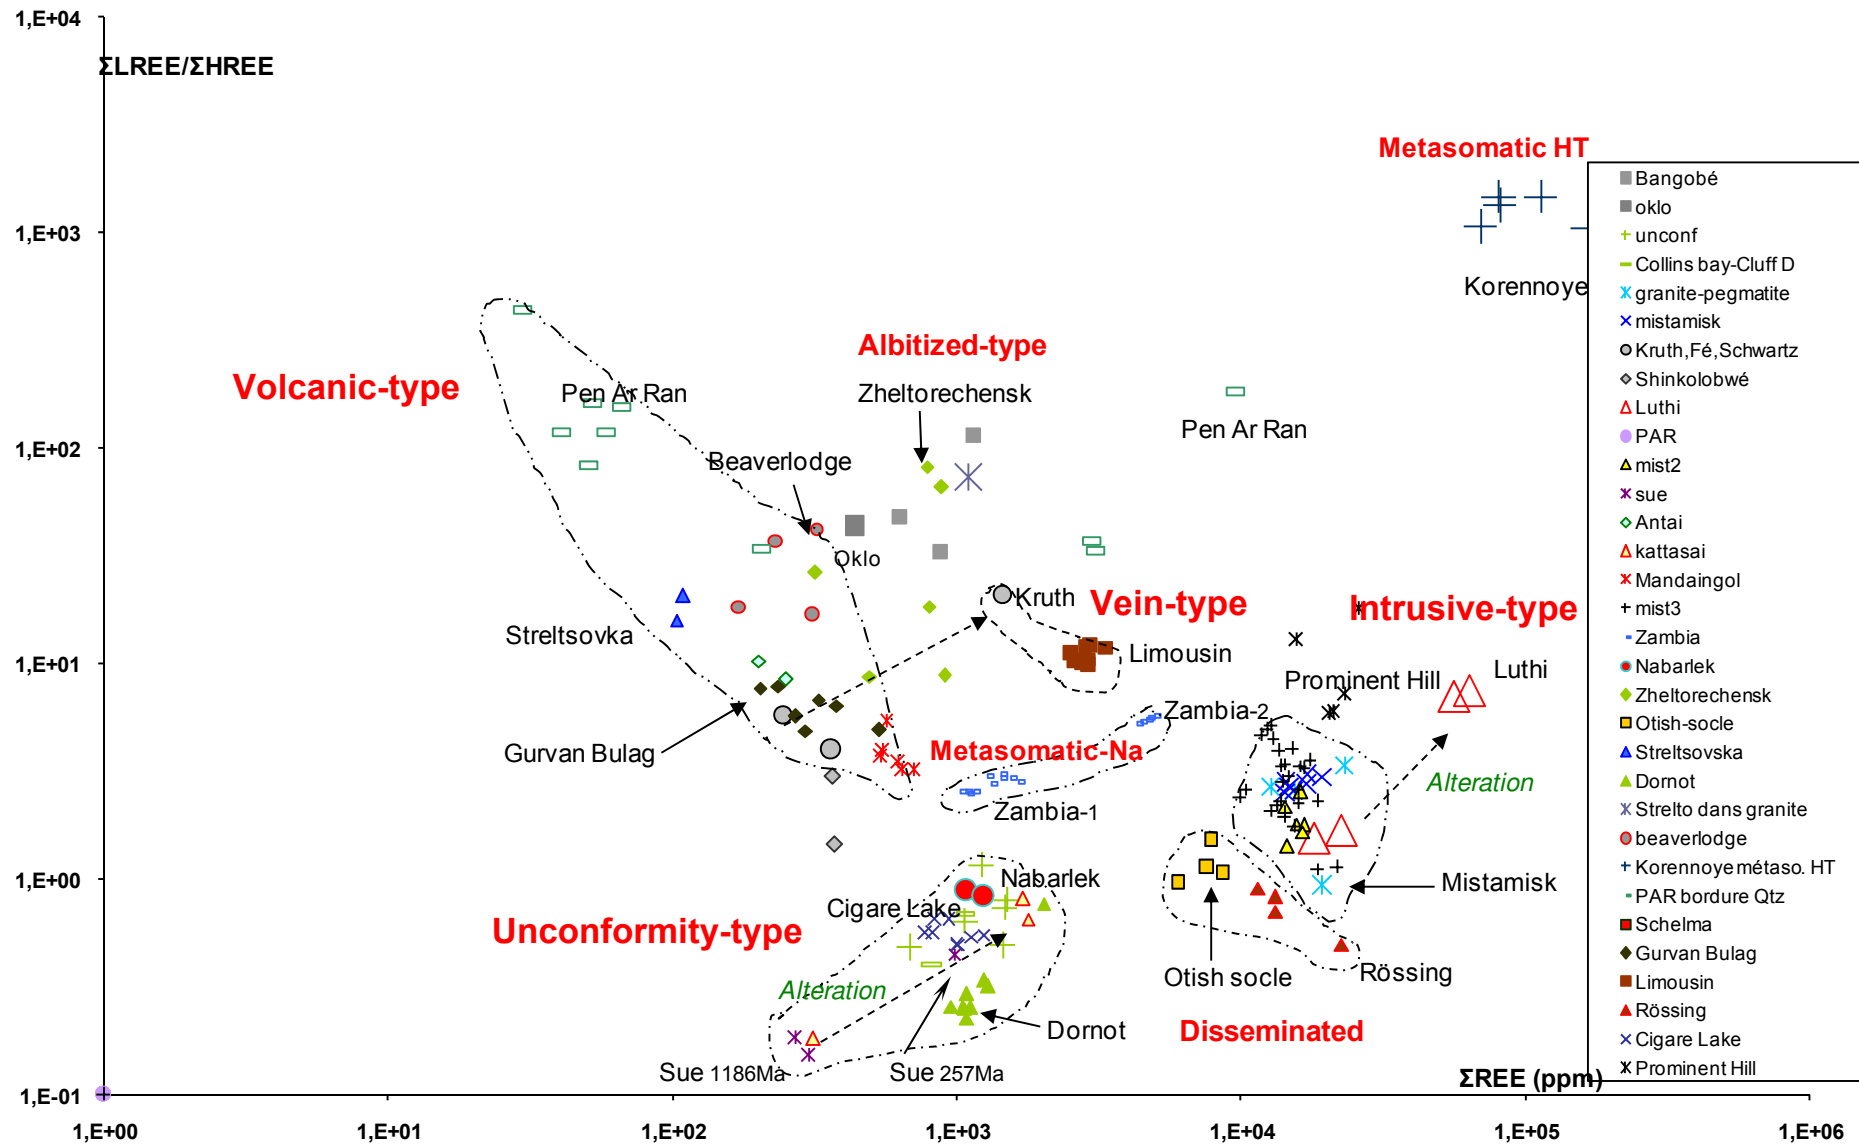 1,E+04
ΣLREE/ΣHREE
Metasomatic HT
1,E+03
Korennoye
Albitized-type
Volcanic-type
Pen Ar Ran
Zheltorechensk
Pen Ar Ran
1,E+02
Beaverlodge
Oklo
Kruth
Vein-type
Intrusive-type
Streltsovka
Limousin
1,E+01
Prominent Hill
Luthi
Zambia-2
Gurvan Bulag
Metasomatic-Na
Alteration
Zambia-1
1,E+00
Nabarlek
Mistamisk
Cigare Lake
Unconformity-type
Otish socle
Rössing
Alteration
Dornot
Disseminated
Sue 1186Ma
Sue 257Ma
ΣREE (ppm)
1,E-01
1,E+00
1,E+01
1,E+02
1,E+03
1,E+04
1,E+05
1,E+06
Bangobé
oklo
unconf
Collins bay-Cluff D
granite-pegmatite
mistamisk
Kruth,Fé,Schwartz
Shinkolobwé
Luthi
PAR
mist2
sue
Antai
kattasai
Mandaingol
mist3
Zambia
Nabarlek
Zheltorechensk
Otish-socle
Streltsovska
Dornot
Strelto dans granite
beaverlodge
Korennoye métaso. HT
PAR bordure Qtz
Schelma
Gurvan Bulag
Limousin
Rössing
Cigare Lake
Prominent Hill